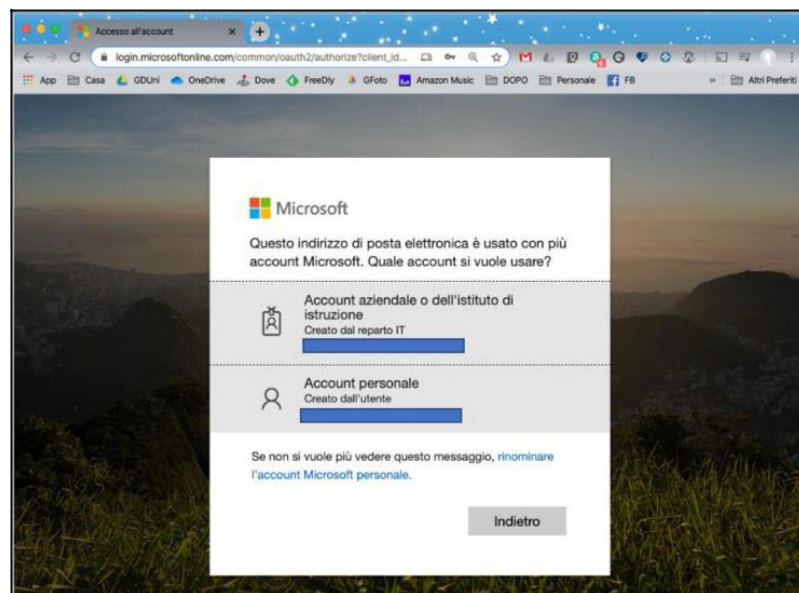 Accesso all'account
login.microsoftonline.com/common/oauth2/authorize?client_id...
App Casa GDUni OneDrive Dove FreeDiy GFoto Amazon Music DOPO Personale FB » Altri Preferiti
Microsoft
Questo indirizzo di posta elettronica è usato con più
account Microsoft. Quale account si vuole usare?
Account aziendale o dell'istituto di
istruzione
Creato dal reparto IT
Account personale
Creato dall'utente
Se non si vuole più vedere questo messaggio, rinominare
l'account Microsoft personale.
Indietro